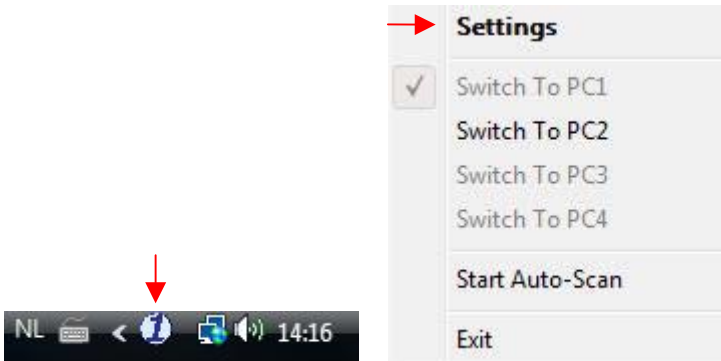 Settings
Switch To PC1
Switch To PC2
Switch To PC3
Switch To PC4
Start Auto-Scan
Exit
NL
14:16